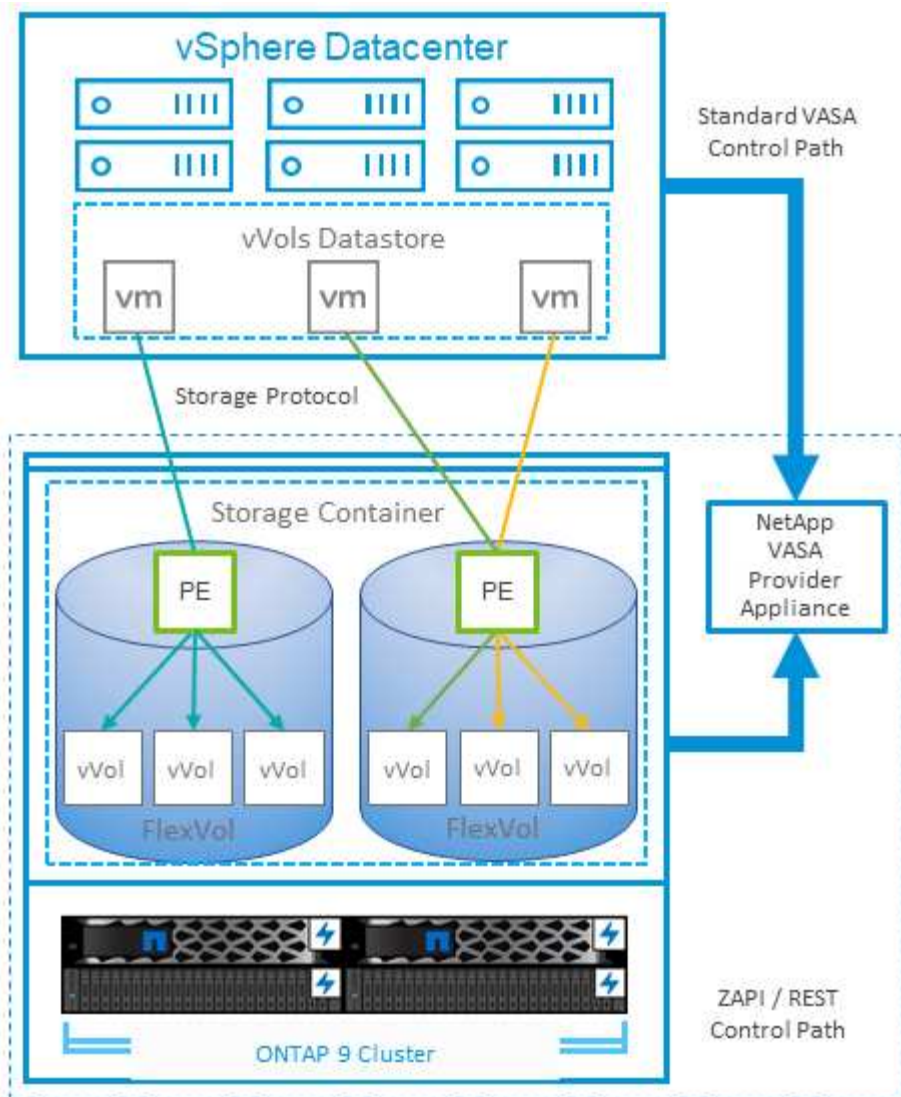 vSphere Datacenter
Standard VASA
Control Path
vVols Datastore
vm
vm
vm
Storage Protocol
Storage Container
NetApp
VASA
Provider
Appliance
PE
PE
vVol
vVol
vVol
vVol
vVol
vVol
FlexVol
FlexVol
ZAPI / REST
Control Path
ONTAP 9 Cluster